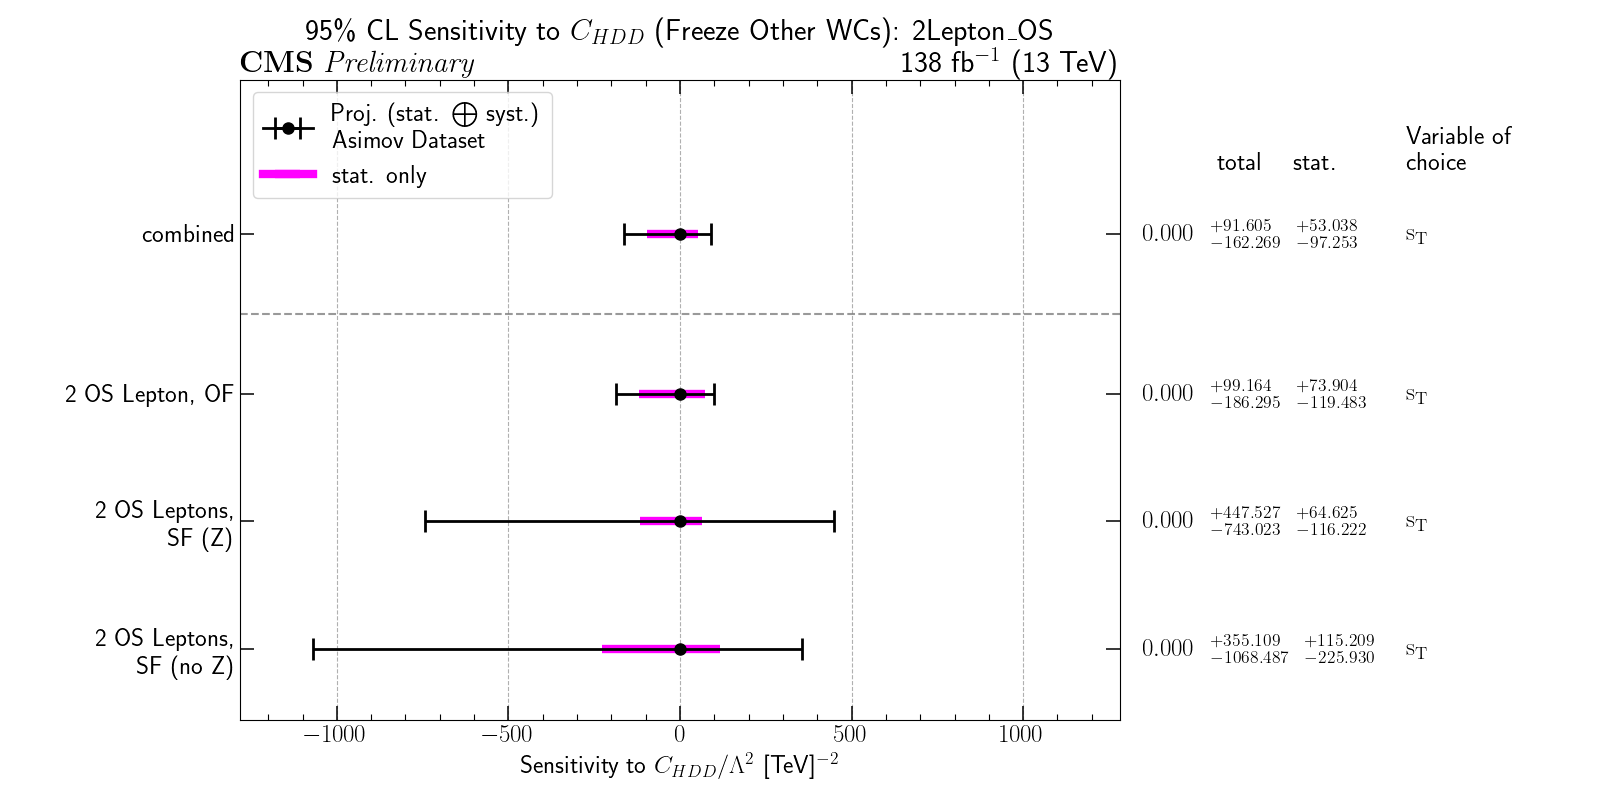 95% CL Sensitivity to C_HDD (Freeze Other WCs): 2Lepton_OS
CMS Preliminary 138 fb⁻¹ (13 TeV)
Proj. (stat. ⨁ syst.)
Asimov Dataset
stat. only
Variable of
total stat. choice
combined 0.000 +91.605 +53.038 s_T
−162.269 −97.253
2 OS Lepton, OF 0.000 +99.164 +73.904 s_T
−186.295 −119.483
2 OS Leptons,
SF (Z) 0.000 +447.527 +64.625 s_T
−743.023 −116.222
2 OS Leptons,
SF (no Z) 0.000 +355.109 +115.209 s_T
−1068.487 −225.930
−1000 −500 0 500 1000
Sensitivity to C_HDD/Λ² [TeV]⁻²